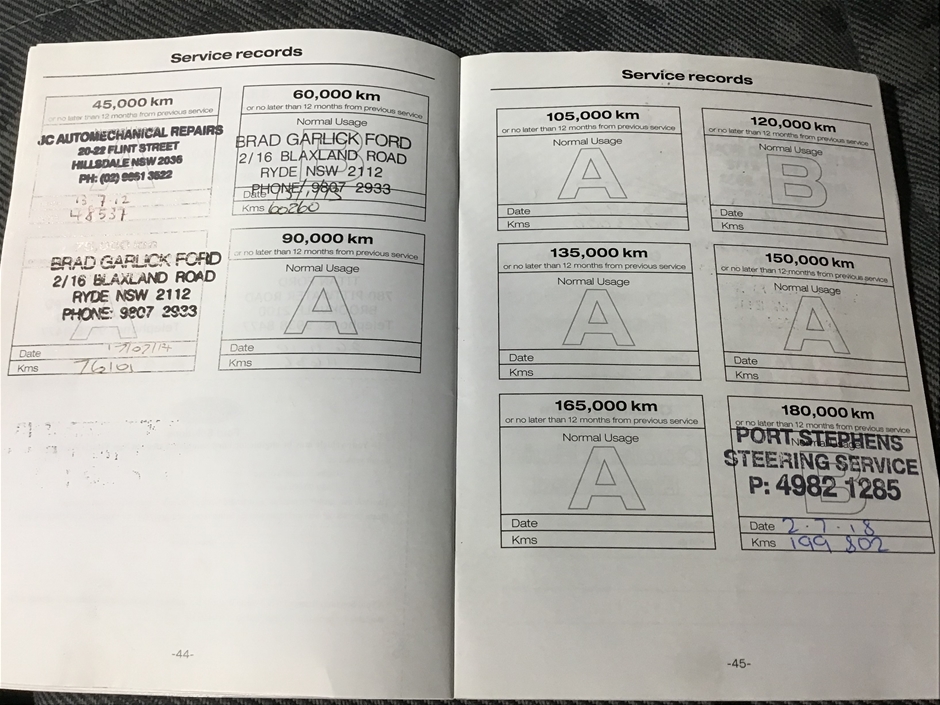 Service records
45,000 km
or no later than 12 months from previous service
JC AUTOMECHANICAL REPAIRS
20-22 FLINT STREET
HILLSDALE NSW 2036
PH: (02) 9661 3522
7.12
48537
60,000 km
or no later than 12 months from previous service
Normal Usage
BRAD GARLICK FORD
2/16 BLAXLAND ROAD
RYDE NSW 2112
PHONE: 9807 2933
Date
Kms 60260
BRAD GARLICK FORD
2/16 BLAXLAND ROAD
RYDE NSW 2112
PHONE: 9807 2933
A
Date 17/07/14
Kms 76101
90,000 km
or no later than 12 months from previous service
Normal Usage
A
Date
Kms
-44-
Service records
105,000 km
or no later than 12 months from previous service
Normal Usage
A
Date
Kms
120,000 km
or no later than 12 months from previous service
Normal Usage
B
Date
Kms
135,000 km
or no later than 12 months from previous service
Normal Usage
A
Date
Kms
150,000 km
or no later than 12 months from previous service
Normal Usage
A
Date
Kms
165,000 km
or no later than 12 months from previous service
Normal Usage
A
Date
Kms
180,000 km
or no later than 12 months from previous service
Normal Usage
PORT STEPHENS
STEERING SERVICE
P: 4982 1285
B
Date 2.7.18
Kms 199 802
-45-